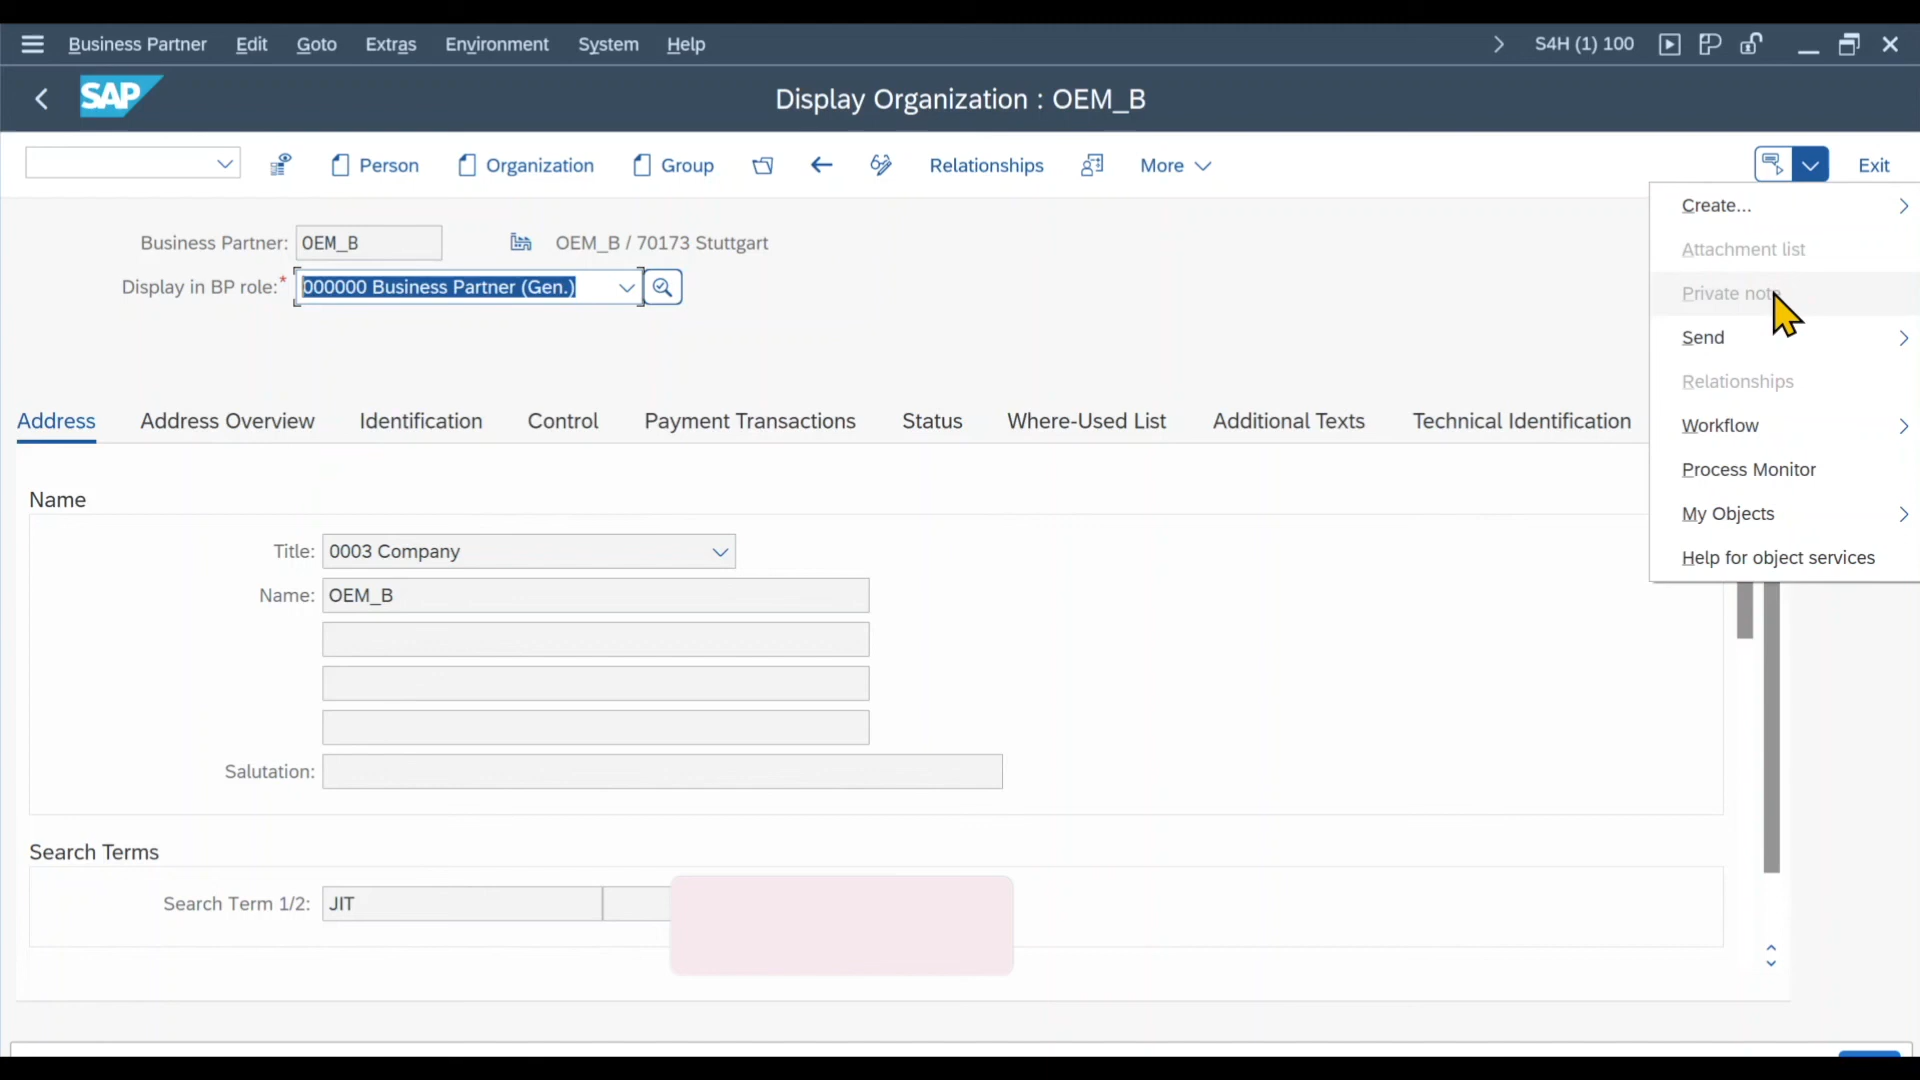 Business Partner Edit Goto Extras Environment System Help S4H (1) 100
SAP Display Organization : OEM_B
Person Organization Group Relationships More Exit
Create...
Attachment list
Private note
Send
Relationships
Workflow
Process Monitor
My Objects
Help for object services
Business Partner: OEM_B OEM_B / 70173 Stuttgart
Display in BP role:* 000000 Business Partner (Gen.)
Address Address Overview Identification Control Payment Transactions Status Where-Used List Additional Texts Technical Identification
Name
Title: 0003 Company
Name: OEM_B
Salutation:
Search Terms
Search Term 1/2: JIT